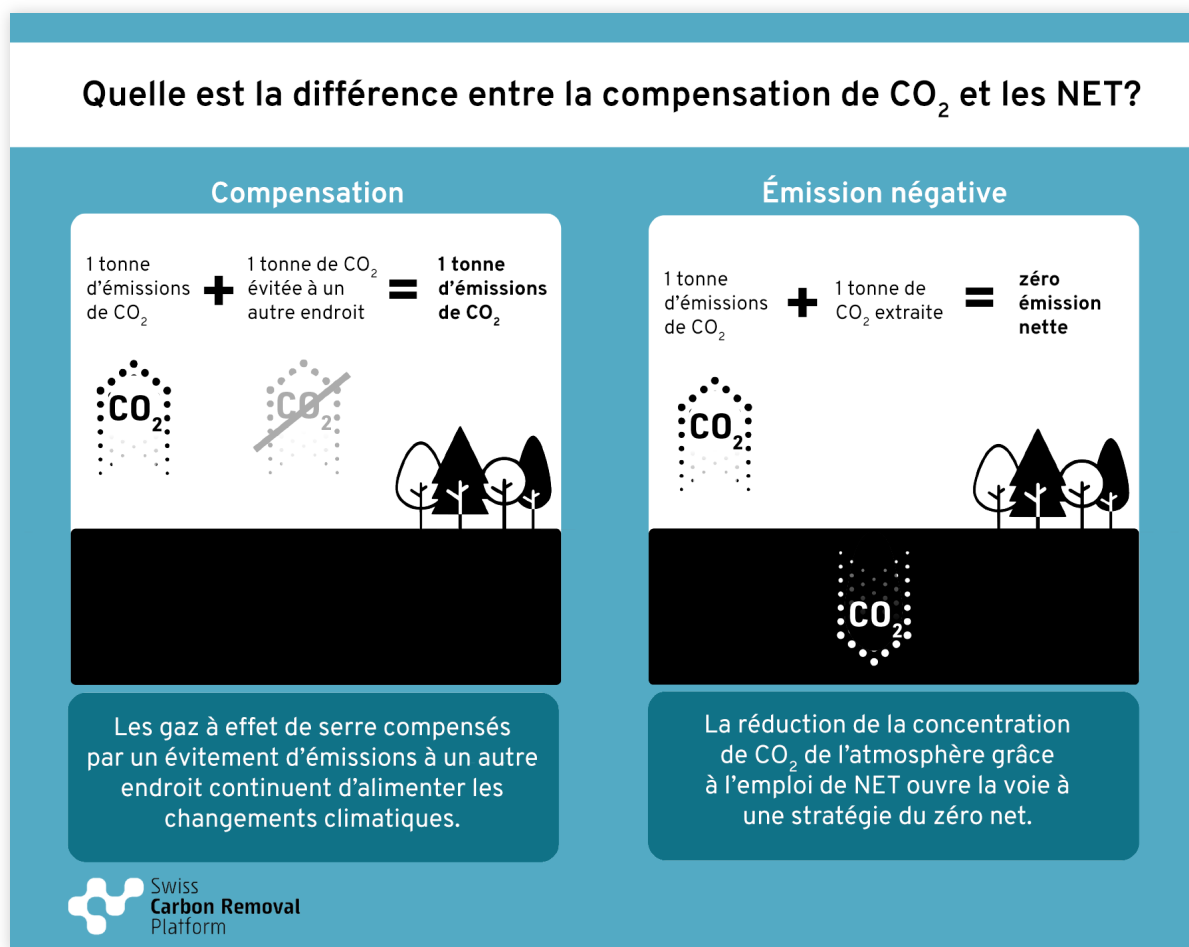 Quelle est la différence entre la compensation de CO₂ et les NET?
Compensation
1 tonne
d'émissions
de CO₂
+
1 tonne de CO₂
évitée à un
autre endroit
=
1 tonne
d'émissions
de CO₂
CO₂
CO₂
Les gaz à effet de serre compensés
par un évitement d'émissions à un autre
endroit continuent d'alimenter les
changements climatiques.
Émission négative
1 tonne
d'émissions
de CO₂
+
1 tonne de
CO₂ extraite
=
zéro
émission
nette
CO₂
CO₂
La réduction de la concentration
de CO₂ de l'atmosphère grâce
à l'emploi de NET ouvre la voie à
une stratégie du zéro net.
Swiss
Carbon Removal
Platform